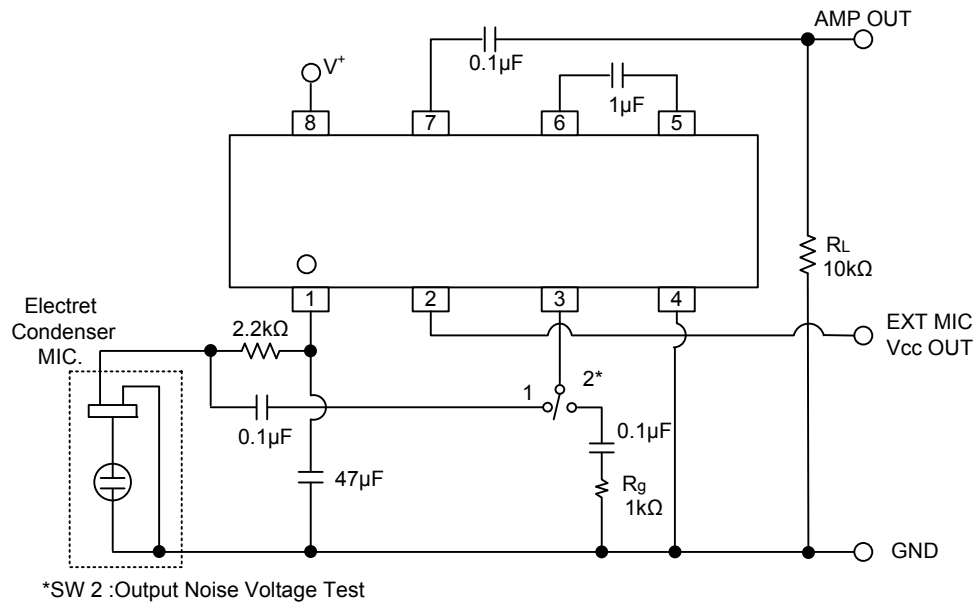 AMP OUT
0.1µF
V+
1µF
8
7
6
5
RL
10kΩ
1
2
3
4
Electret
Condenser
MIC.
2.2kΩ
EXT MIC
Vcc OUT
1
2*
0.1µF
0.1µF
47µF
Rg
1kΩ
GND
*SW 2 :Output Noise Voltage Test